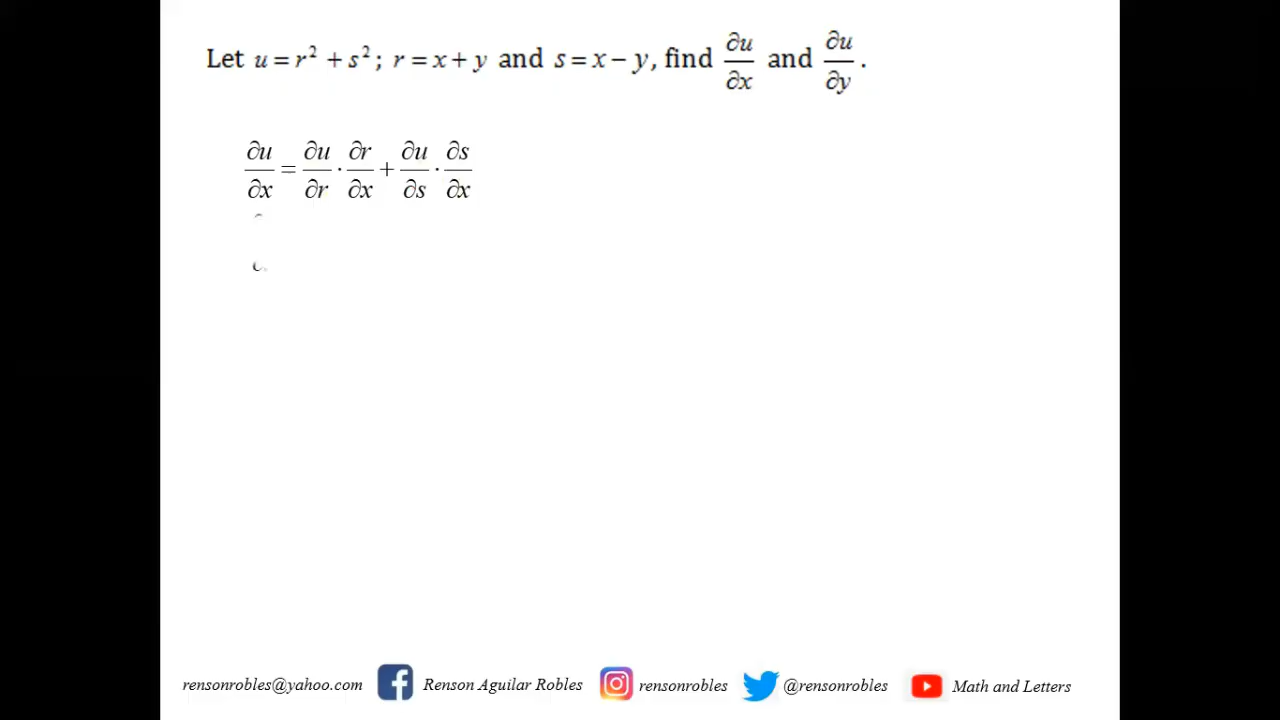 Let u = r² + s²; r = x + y and s = x − y, find ∂u/∂x and ∂u/∂y.
∂u/∂x = ∂u/∂r · ∂r/∂x + ∂u/∂s · ∂s/∂x
rensonrobles@yahoo.com Renson Aguilar Robles rensonrobles @rensonrobles Math and Letters